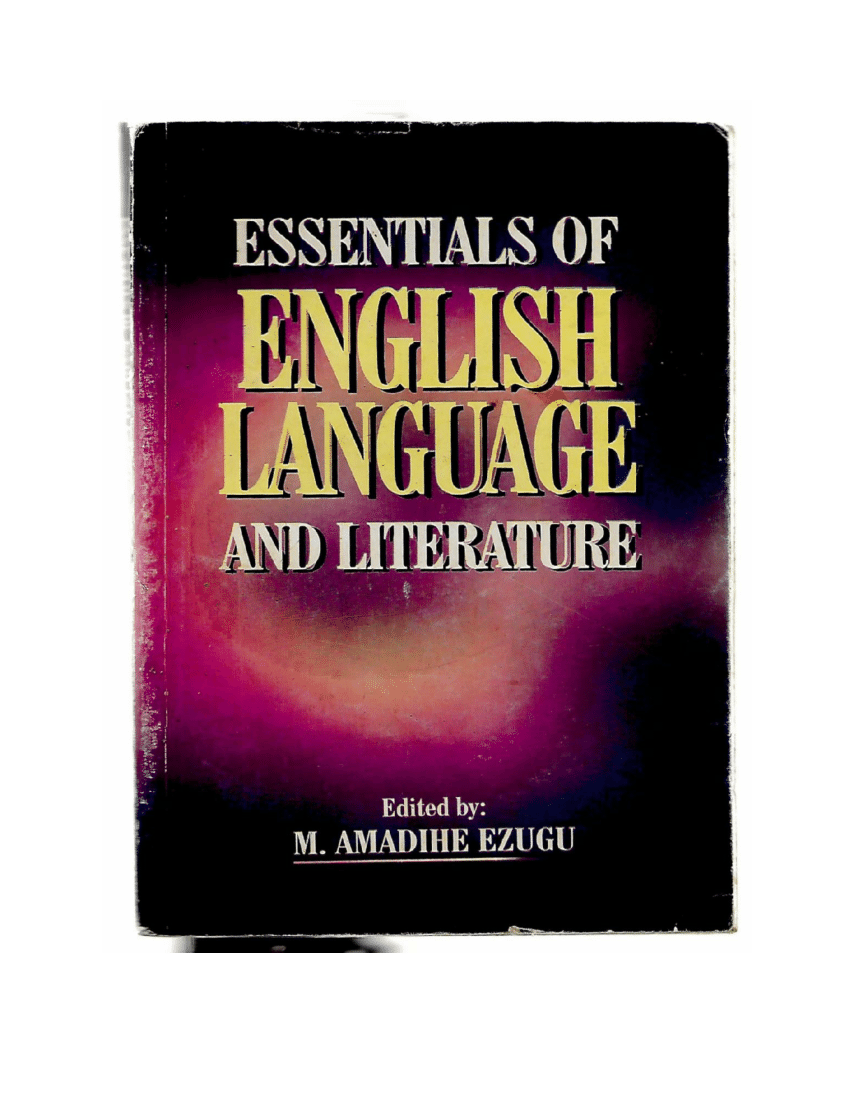 ESSENTIALS OF
ENGLISH
LANGUAGE
AND LITERATURE
Edited by:
M. AMADIHE EZUGU